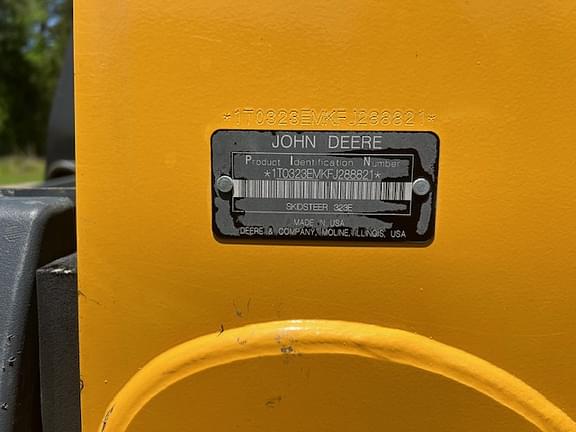 *1T0323EMKFJ288821*
JOHN DEERE
Product Identification Number
*1T0323EMKFJ288821*
SKIDSTEER 323E
MADE IN USA
DEERE & COMPANY, MOLINE, ILLINOIS, USA